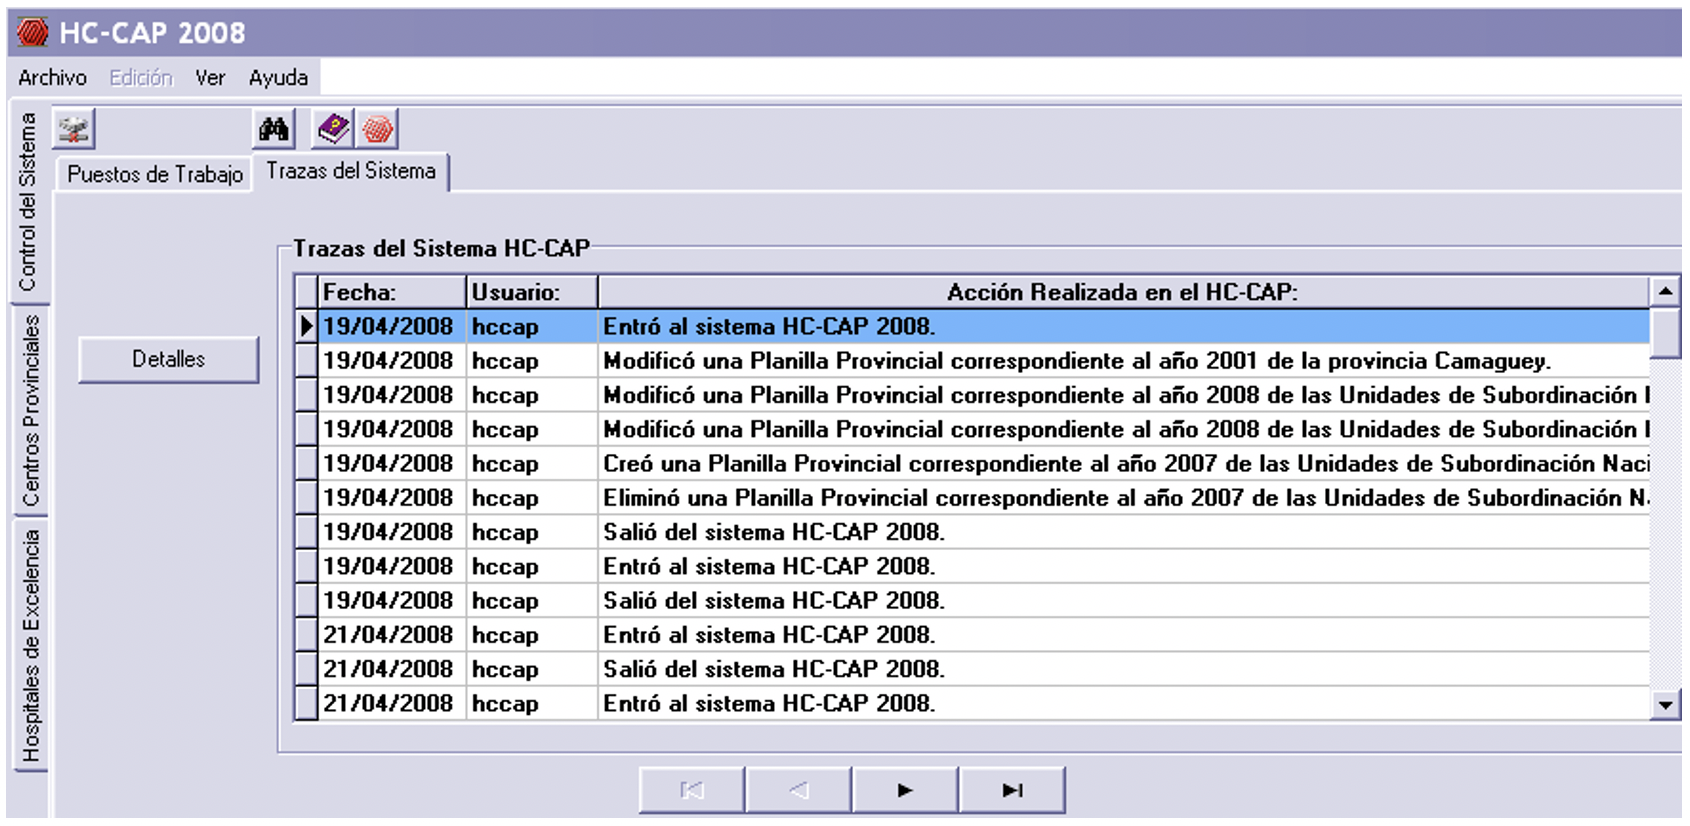 HC-CAP 2008
Archivo Edición Ver Ayuda
Control del Sistema
Centros Provinciales
Hospitales de Excelencia
Puestos de Trabajo Trazas del Sistema
Detalles
Trazas del Sistema HC-CAP
Fecha: Usuario: Acción Realizada en el HC-CAP:
19/04/2008 hccap Entró al sistema HC-CAP 2008.
19/04/2008 hccap Modificó una Planilla Provincial correspondiente al año 2001 de la provincia Camaguey.
19/04/2008 hccap Modificó una Planilla Provincial correspondiente al año 2008 de las Unidades de Subordinación
19/04/2008 hccap Modificó una Planilla Provincial correspondiente al año 2008 de las Unidades de Subordinación
19/04/2008 hccap Creó una Planilla Provincial correspondiente al año 2007 de las Unidades de Subordinación Naci
19/04/2008 hccap Eliminó una Planilla Provincial correspondiente al año 2007 de las Unidades de Subordinación N
19/04/2008 hccap Salió del sistema HC-CAP 2008.
19/04/2008 hccap Entró al sistema HC-CAP 2008.
19/04/2008 hccap Salió del sistema HC-CAP 2008.
21/04/2008 hccap Entró al sistema HC-CAP 2008.
21/04/2008 hccap Salió del sistema HC-CAP 2008.
21/04/2008 hccap Entró al sistema HC-CAP 2008.